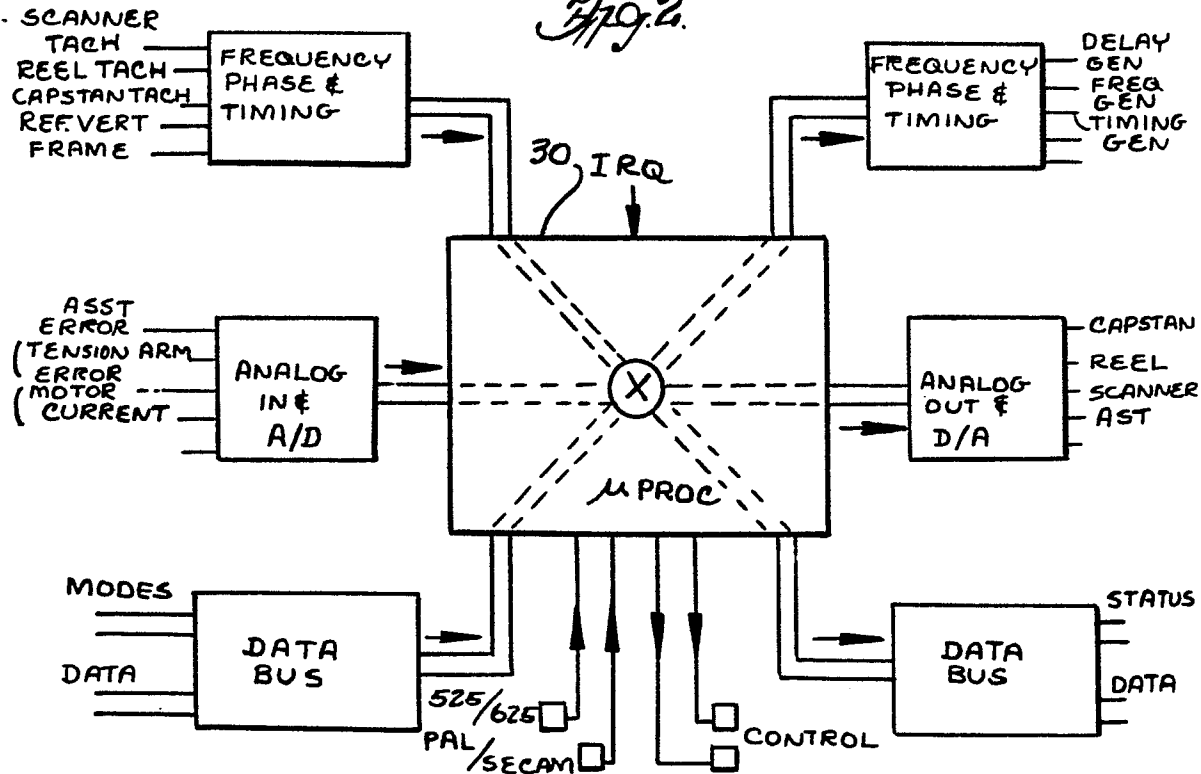 Fig. 2.
SCANNER
TACH
REEL TACH
CAPSTAN TACH
REF. VERT
FRAME
FREQUENCY
PHASE &
TIMING
FREQUENCY
PHASE &
TIMING
DELAY
GEN
FREQ
GEN
TIMING
GEN
30
IRQ
ASST
ERROR
(TENSION ARM
ERROR
(MOTOR
CURRENT
ANALOG
IN &
A/D
X
μ PROC
ANALOG
OUT &
D/A
CAPSTAN
REEL
SCANNER
AST
MODES
DATA
DATA
BUS
525/625
PAL
/SECAM
CONTROL
DATA
BUS
STATUS
DATA